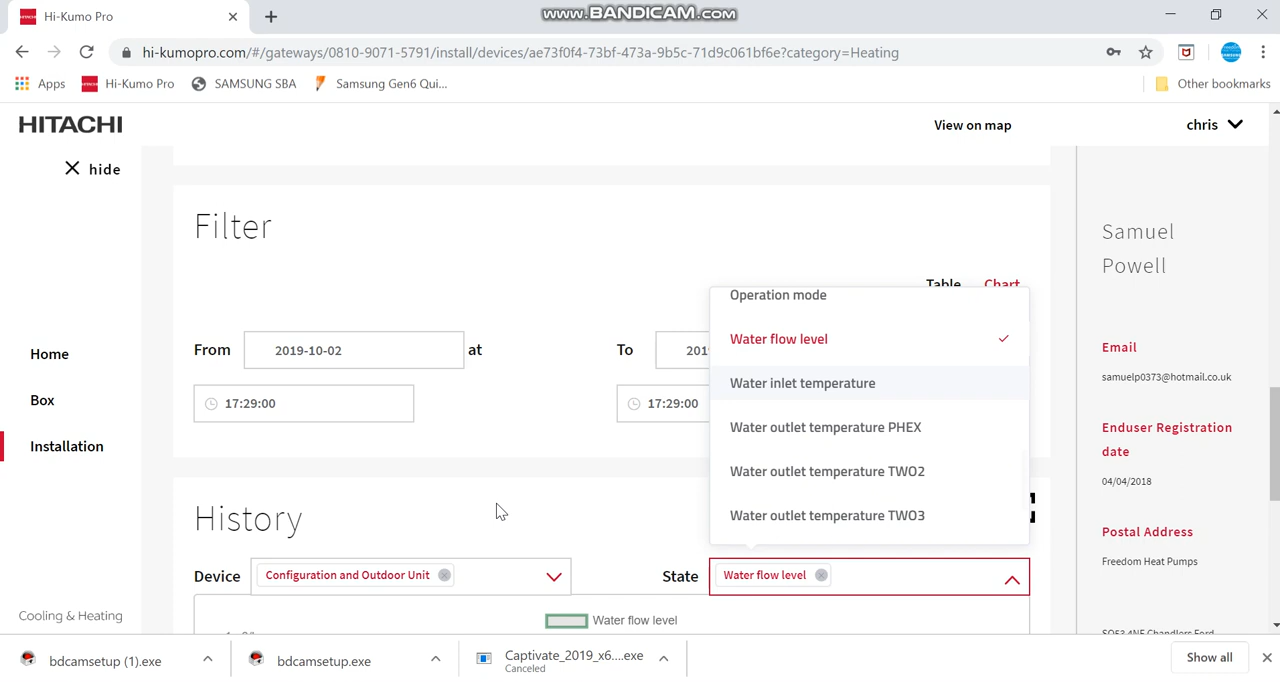 Hi-Kumo Pro
www.BANDICAM.com
hi-kumopro.com/#/gateways/0810-9071-5791/install/devices/ae73f0f4-73bf-473a-9b5c-71d9c061bf6e?category=Heating
Apps
Hi-Kumo Pro
SAMSUNG SBA
Samsung Gen6 Qui...
Other bookmarks
HITACHI
View on map
chris
hide
Home
Box
Installation
Cooling & Heating
Filter
Table
Chart
From
2019-10-02
at
17:29:00
To
201
17:29:00
Operation mode
Water flow level
Water inlet temperature
Water outlet temperature PHEX
Water outlet temperature TWO2
Water outlet temperature TWO3
History
Device
Configuration and Outdoor Unit
State
Water flow level
Water flow level
Samuel
Powell
Email
samuelp0373@hotmail.co.uk
Enduser Registration
date
04/04/2018
Postal Address
Freedom Heat Pumps
SO53 4NF Chandlers Ford
bdcamsetup (1).exe
bdcamsetup.exe
Captivate_2019_x6....exe
Canceled
Show all